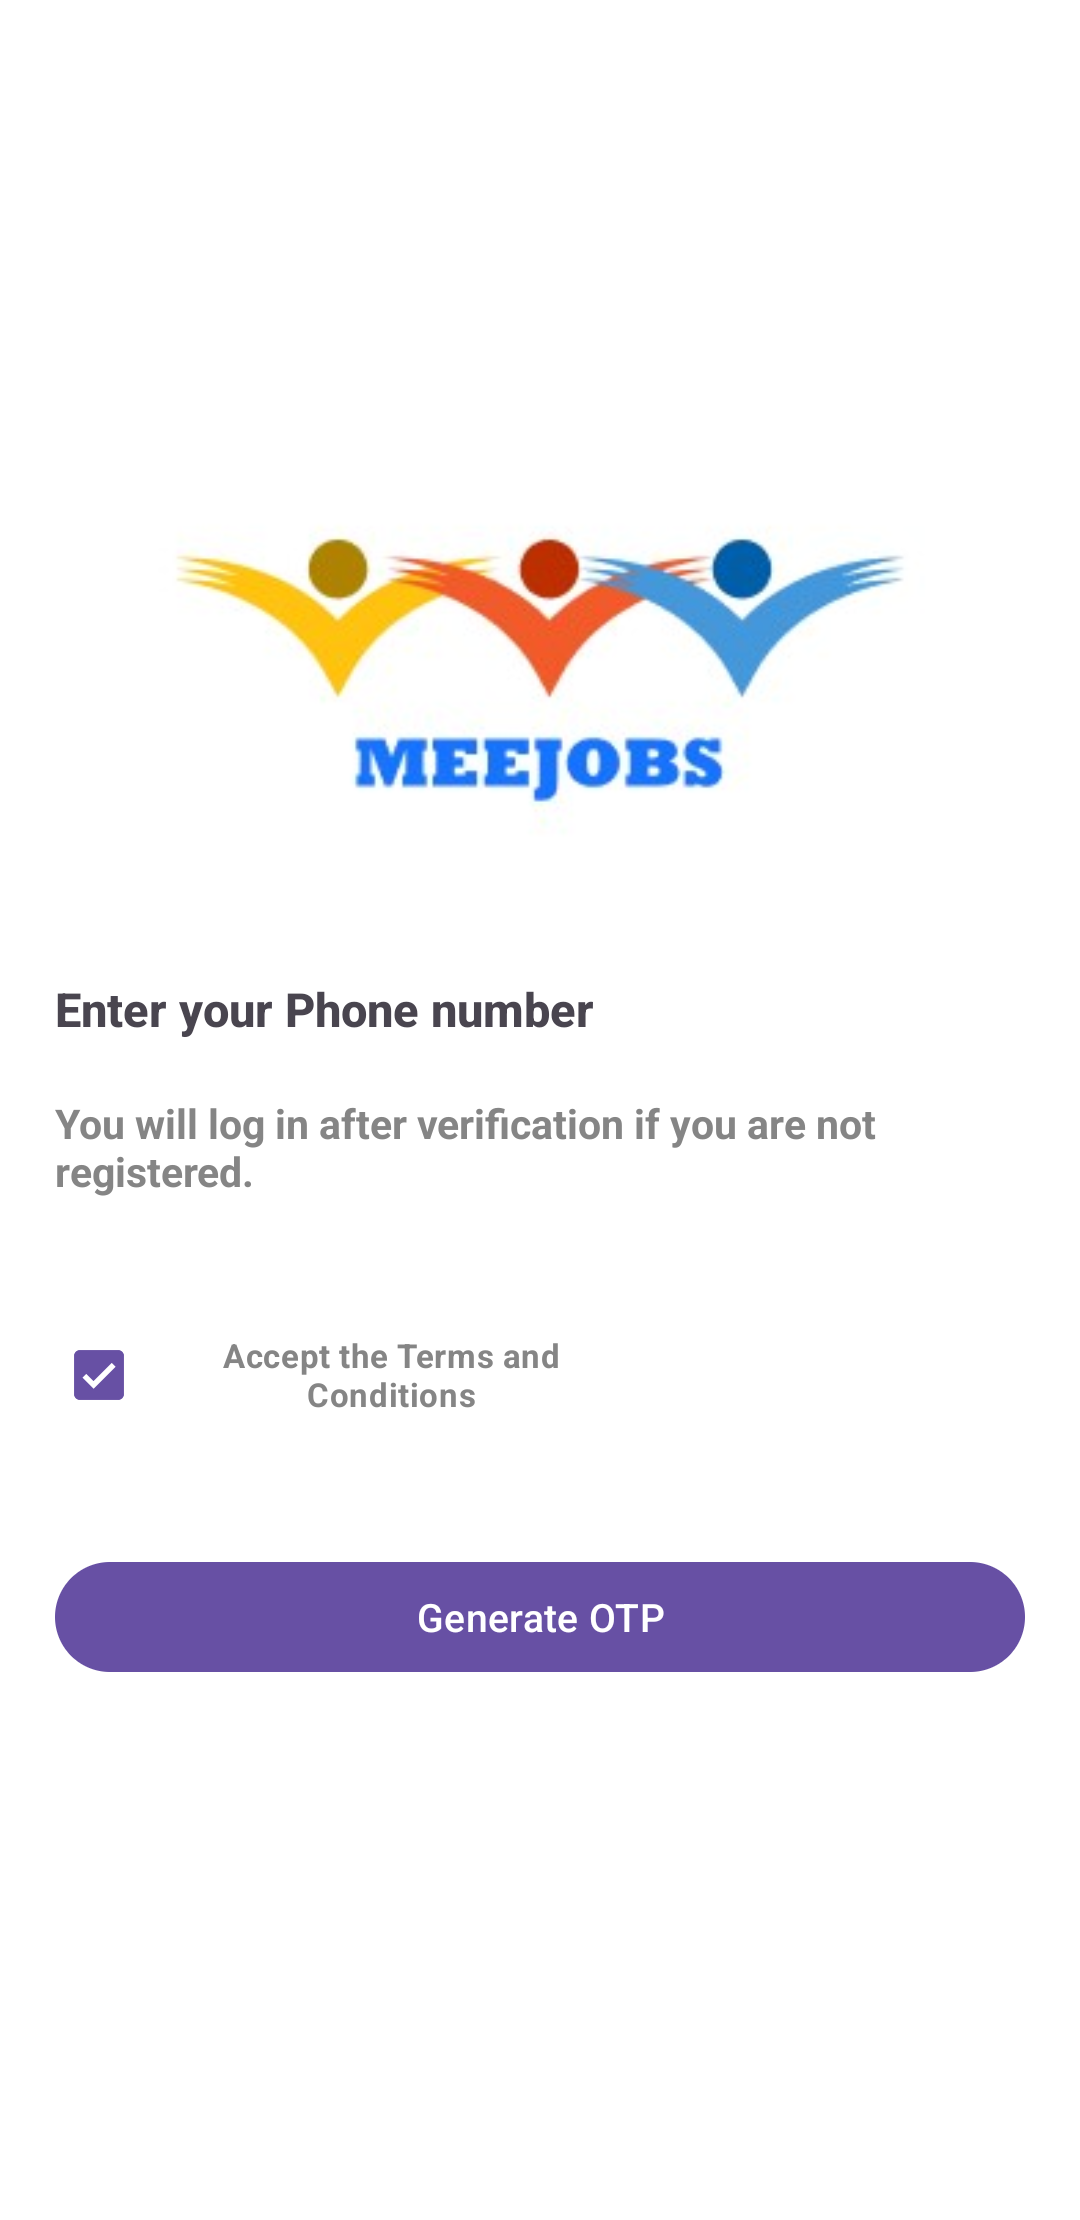 MEEJOBS
Enter your Phone number
You will log in after verification if you are not
registered.
Accept the Terms and
Conditions
Generate OTP